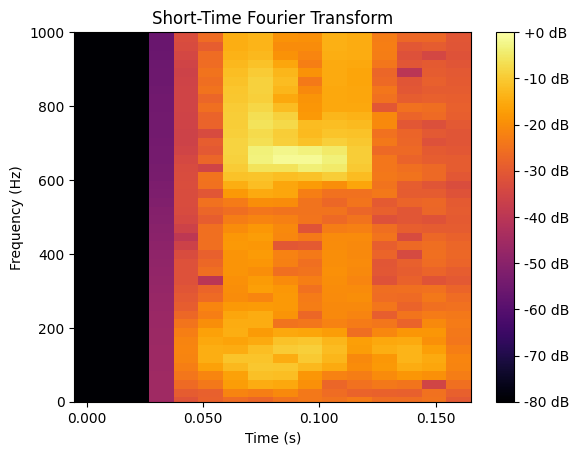 Short-Time Fourier Transform
1000
800
600
400
200
0
Frequency (Hz)
0.000
0.050
0.100
0.150
Time (s)
+0 dB
-10 dB
-20 dB
-30 dB
-40 dB
-50 dB
-60 dB
-70 dB
-80 dB